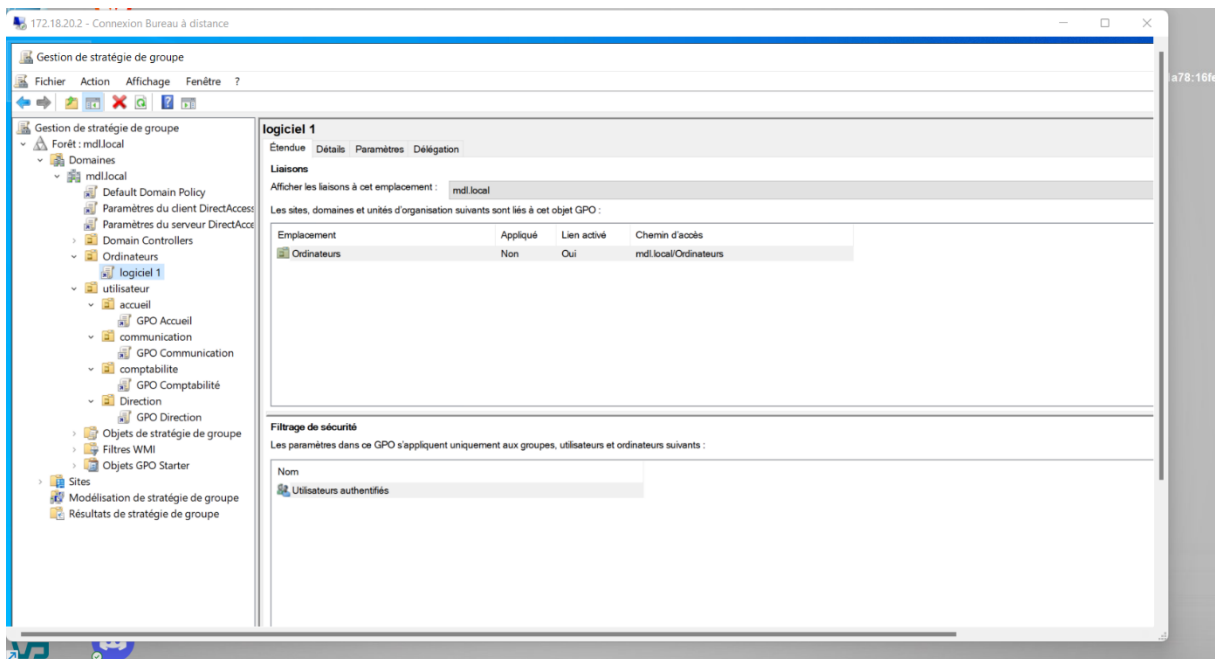 172.18.20.2 - Connexion Bureau à distance
Gestion de stratégie de groupe
Fichier Action Affichage Fenêtre ?
Gestion de stratégie de groupe
Forêt : mdl.local
Domaines
mdl.local
Default Domain Policy
Paramètres du client DirectAccess
Paramètres du serveur DirectAcce
Domain Controllers
Ordinateurs
logiciel 1
utilisateur
accueil
GPO Accueil
communication
GPO Communication
comptabilite
GPO Comptabilité
Direction
GPO Direction
Objets de stratégie de groupe
Filtres WMI
Objets GPO Starter
Sites
Modélisation de stratégie de groupe
Résultats de stratégie de groupe
logiciel 1
Étendue Détails Paramètres Délégation
Liaisons
Afficher les liaisons à cet emplacement : mdl.local
Les sites, domaines et unités d'organisation suivants sont liés à cet objet GPO :
Emplacement Appliqué Lien activé Chemin d'accès
Ordinateurs Non Oui mdl.local/Ordinateurs
Filtrage de sécurité
Les paramètres dans ce GPO s'appliquent uniquement aux groupes, utilisateurs et ordinateurs suivants :
Nom
Utilisateurs authentifiés
a78:16fe